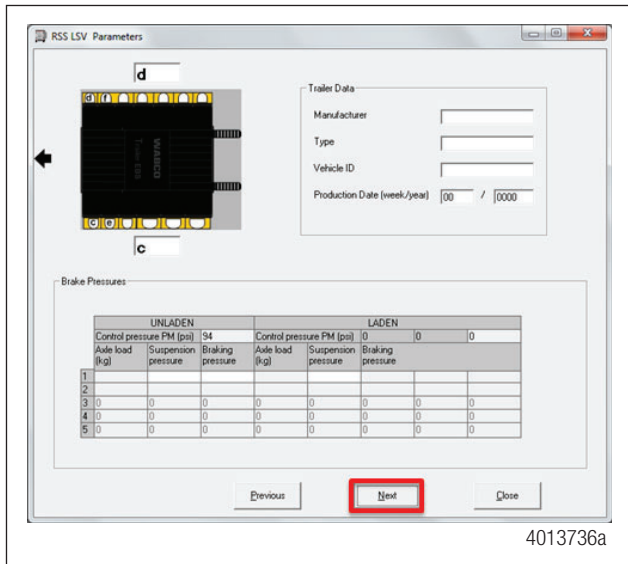 RSS LSV Parameters
d
d f
WABCO
Trailer EBS
c e
c
Trailer Data
Manufacturer
Type
Vehicle ID
Production Date (week/year) 00 / 0000
Brake Pressures
UNLADEN LADEN
Control pressure PM (psi) 94 Control pressure PM (psi) 0 0 0
Axle load (kg) Suspension pressure Braking pressure Axle load (kg) Suspension pressure Braking pressure
1
2
3 0 0 0 0 0 0 0
4 0 0 0 0 0 0 0
5 0 0 0 0 0 0 0
Previous Next Close
4013736a